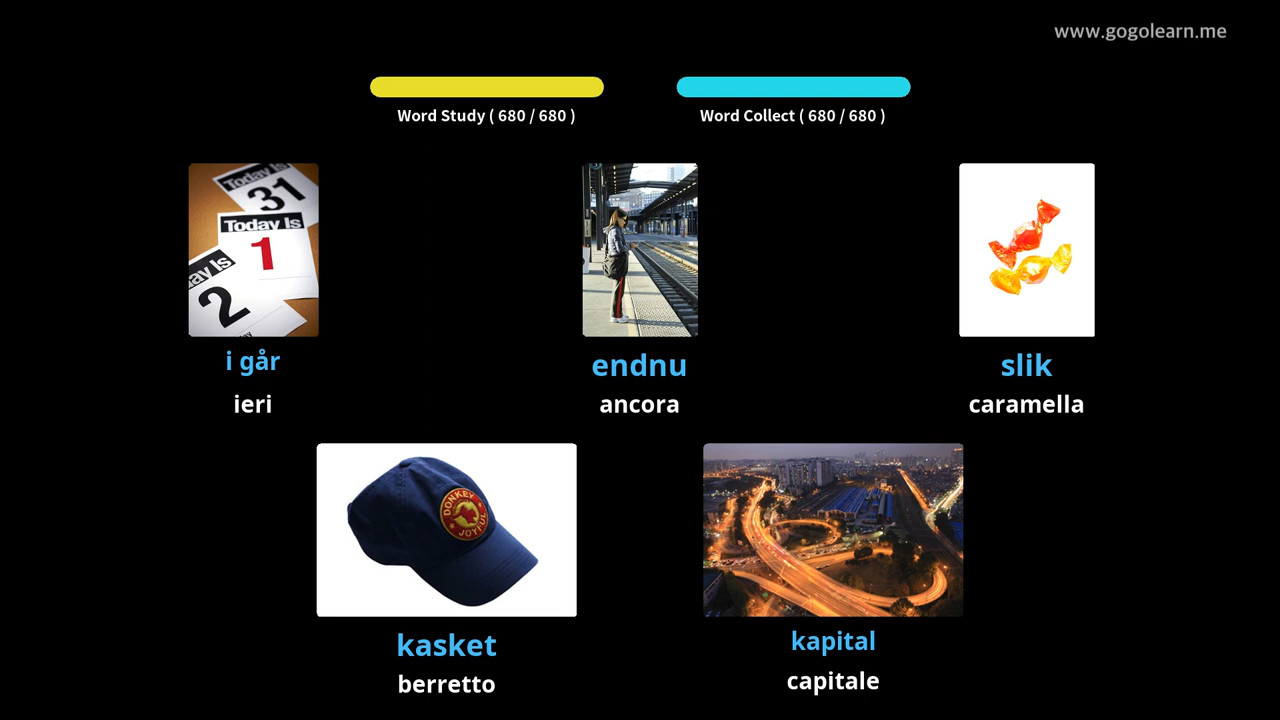 www.gogolearn.me
Word Study ( 680 / 680 )
Word Collect ( 680 / 680 )
Today Is
31
Today Is
1
ay Is
2
i går
ieri
endnu
ancora
slik
caramella
DONKEY
JOYFUL
kasket
berretto
kapital
capitale